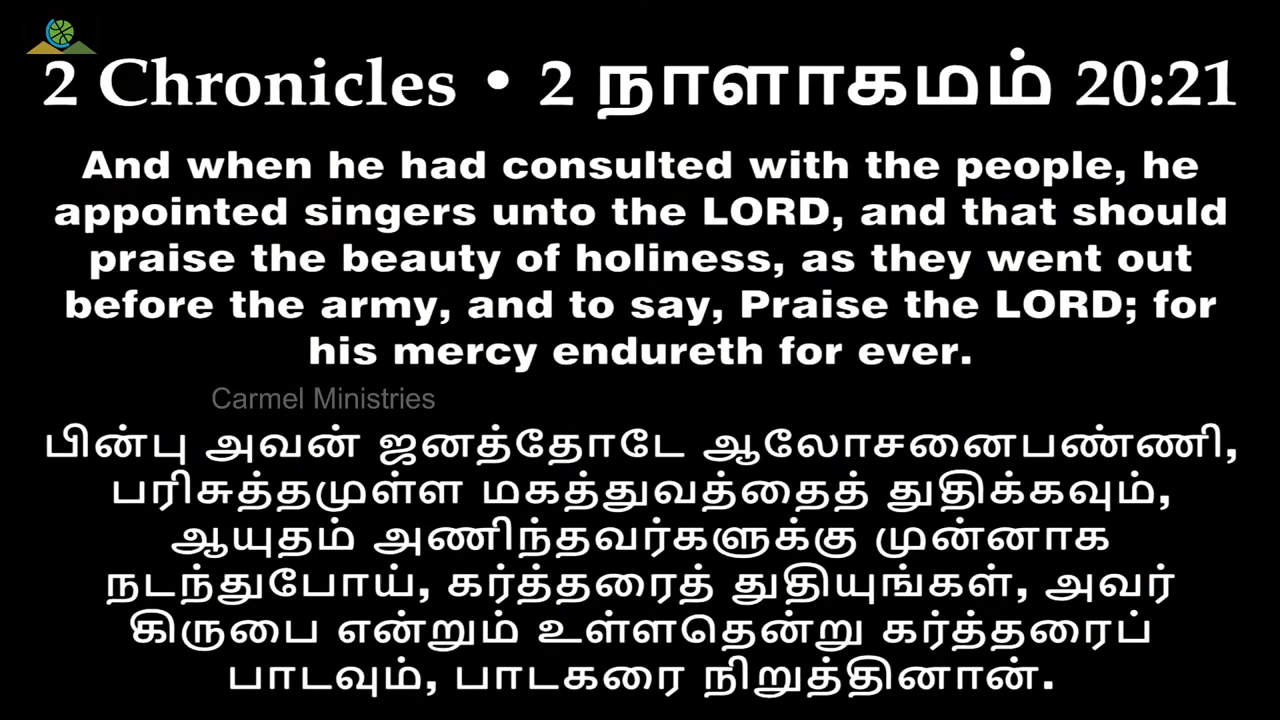 2 Chronicles • 2 நாளாகமம் 20:21
And when he had consulted with the people, he
appointed singers unto the LORD, and that should
praise the beauty of holiness, as they went out
before the army, and to say, Praise the LORD; for
his mercy endureth for ever.
Carmel Ministries
பின்பு அவன் ஜனத்தோடே ஆலோசனைபண்ணி,
பரிசுத்தமுள்ள மகத்துவத்தைத் துதிக்கவும்,
ஆயுதம் அணிந்தவர்களுக்கு முன்னாக
நடந்துபோய், கர்த்தரைத் துதியுங்கள், அவர்
கிருபை என்றும் உள்ளதென்று கர்த்தரைப்
பாடவும், பாடகரை நிறுத்தினான்.